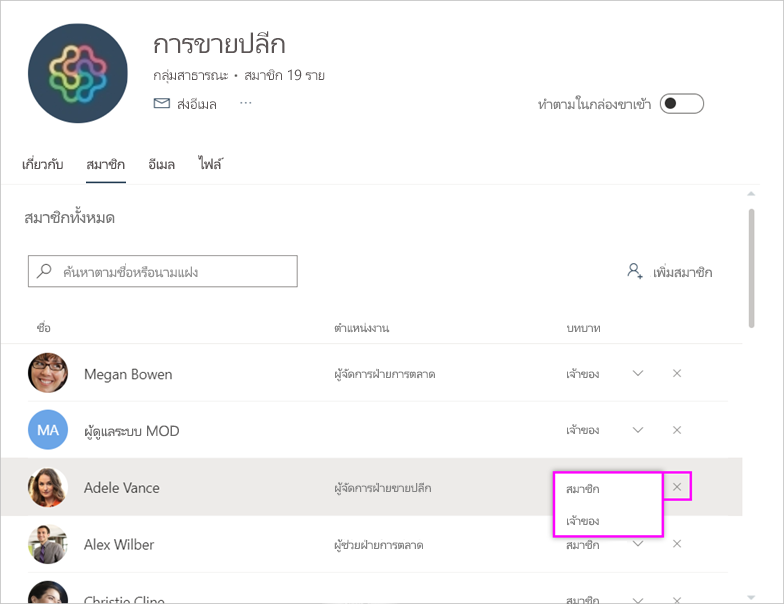 การขายปลีก
กลุ่มสาธารณะ • สมาชิก 19 ราย
ส่งอีเมล ...
ทำตามในกล่องขาเข้า
เกี่ยวกับ สมาชิก อีเมล ไฟล์
สมาชิกทั้งหมด
ค้นหาตามชื่อหรือนามแฝง
เพิ่มสมาชิก
ชื่อ ตำแหน่งงาน บทบาท
Megan Bowen ผู้จัดการฝ่ายการตลาด เจ้าของ
MA ผู้ดูแลระบบ MOD เจ้าของ
Adele Vance ผู้จัดการฝ่ายขายปลีก สมาชิก
เจ้าของ
Alex Wilber ผู้ช่วยฝ่ายการตลาด สมาชิก
Christie Cline สมาชิก